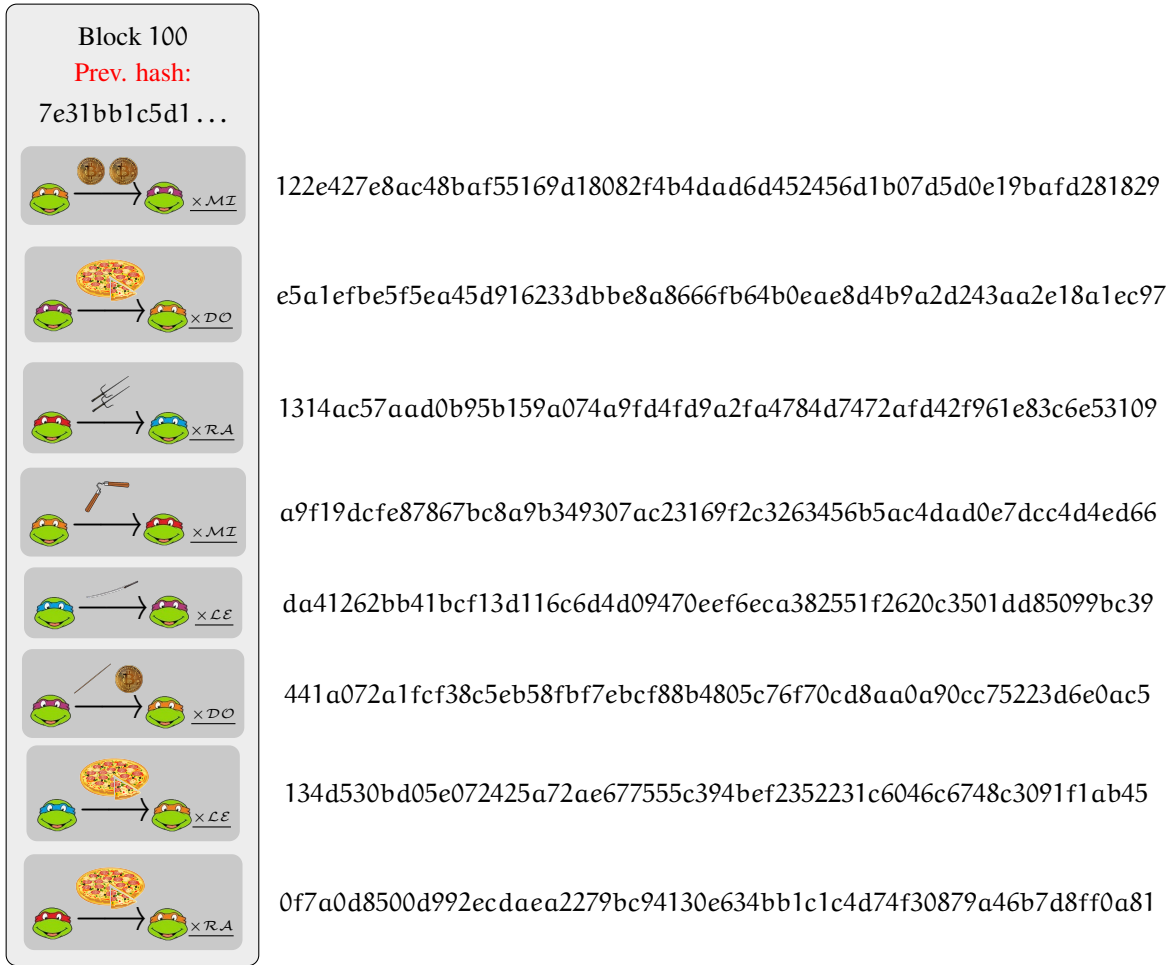 Block 100
Prev. hash:
7e31bb1c5d1...
×MI
122e427e8ac48baf55169d18082f4b4dad6d452456d1b07d5d0e19bafd281829
×DO
e5a1efbe5f5ea45d916233dbbe8a8666fb64b0eae8d4b9a2d243aa2e18a1ec97
×RA
1314ac57aad0b95b159a074a9fd4fd9a2fa4784d7472afd42f961e83c6e53109
×MI
a9f19dcfe87867bc8a9b349307ac23169f2c3263456b5ac4dad0e7dcc4d4ed66
×LE
da41262bb41bcf13d116c6d4d09470eef6eca382551f2620c3501dd85099bc39
×DO
441a072a1fcf38c5eb58fbf7ebcf88b4805c76f70cd8aa0a90cc75223d6e0ac5
×LE
134d530bd05e072425a72ae677555c394bef2352231c6046c6748c3091f1ab45
×RA
0f7a0d8500d992ecdaea2279bc94130e634bb1c1c4d74f30879a46b7d8ff0a81